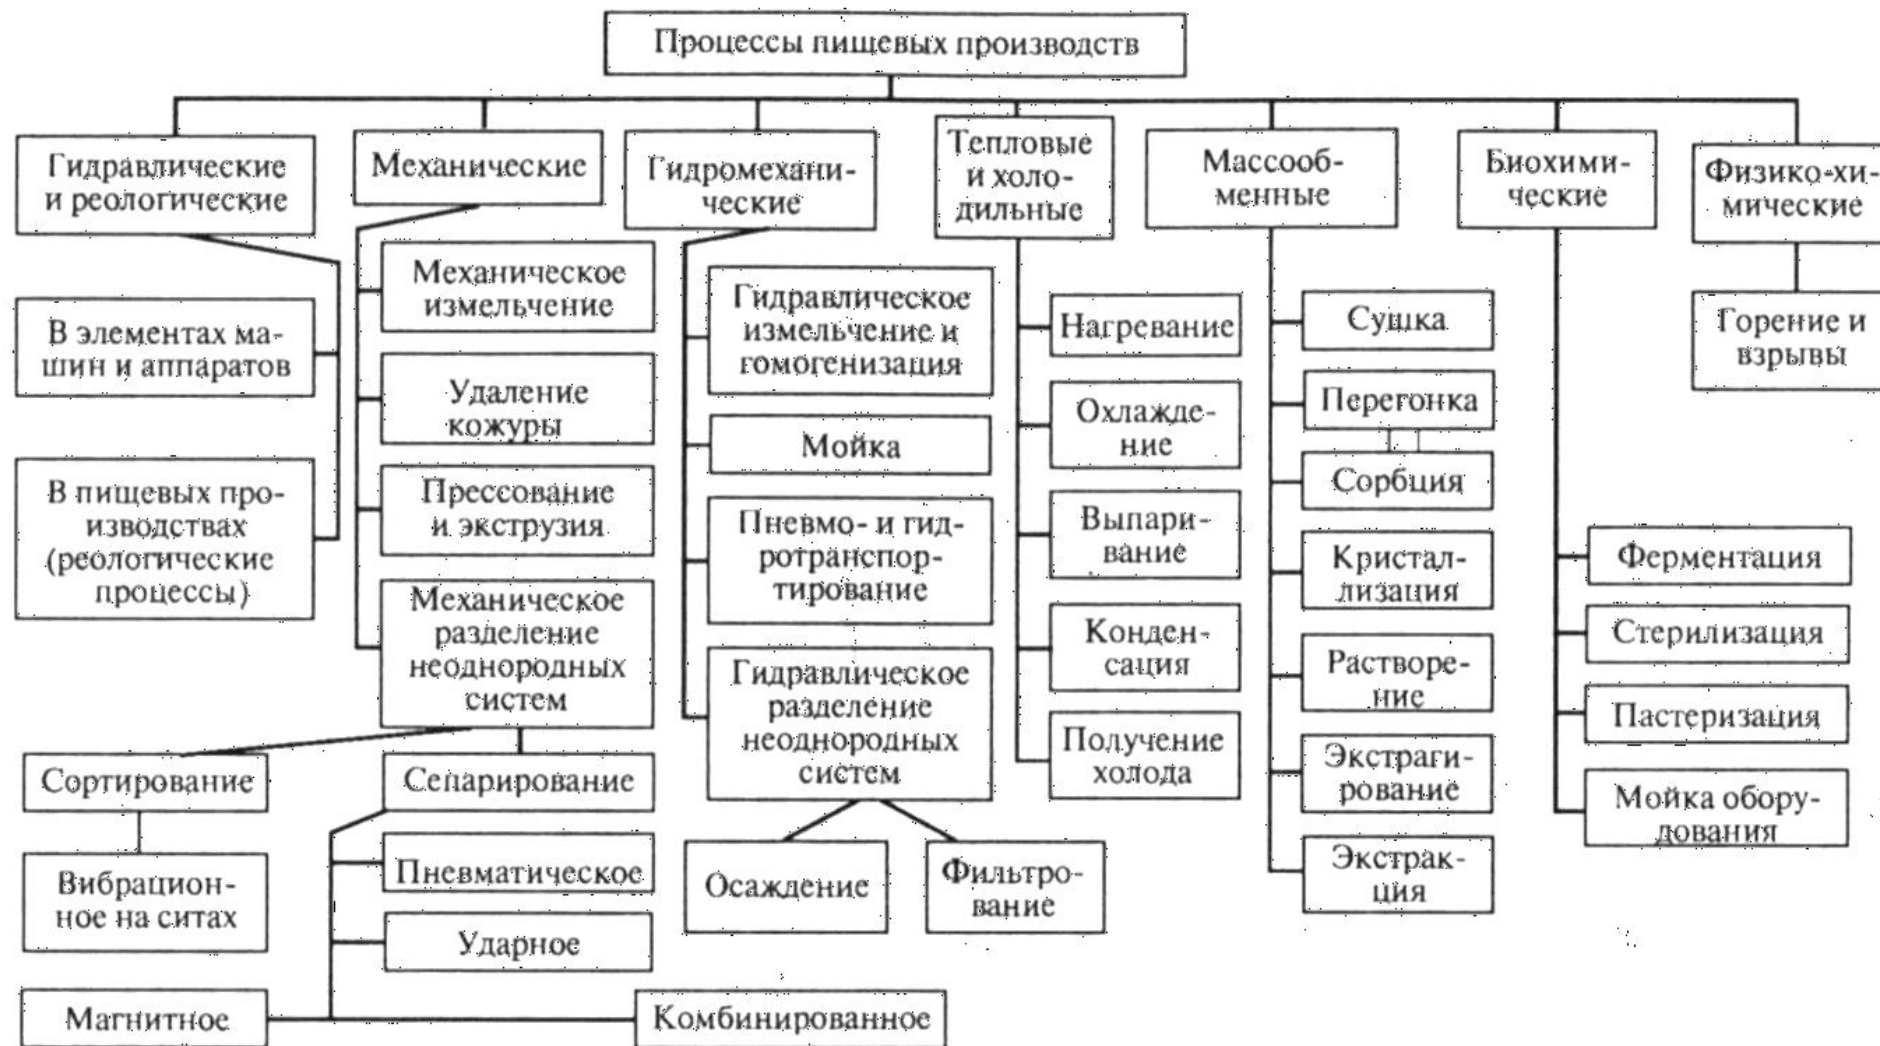 Процессы пищевых производств
Гидравлические
и реологические
В элементах ма-
шин и аппаратов
В пищевых про-
изводствах
(реологические
процессы)
Механические
Механическое
измельчение
Удаление
кожуры
Прессование
и экструзия
Механическое
разделение
неоднородных
систем
Сортирование
Вибрацион-
ное на ситах
Сепарирование
Пневматическое
Ударное
Магнитное
Комбинированное
Гидромехани-
ческие
Гидравлическое
измельчение и
гомогенизация
Мойка
Пневмо- и гид-
ротранспор-
тирование
Гидравлическое
разделение
неоднородных
систем
Осаждение
Фильтро-
вание
Тепловые
и холо-
дильные
Нагревание
Охлажде-
ние
Выпари-
вание
Конден-
сация
Получение
холода
Массооб-
менные
Сушка
Перегонка
Сорбция
Кристал-
лизация
Растворе-
ние
Экстраги-
рование
Экстрак-
ция
Биохими-
ческие
Ферментация
Стерилизация
Пастеризация
Мойка обору-
дования
Физико-хи-
мические
Горение и
взрывы